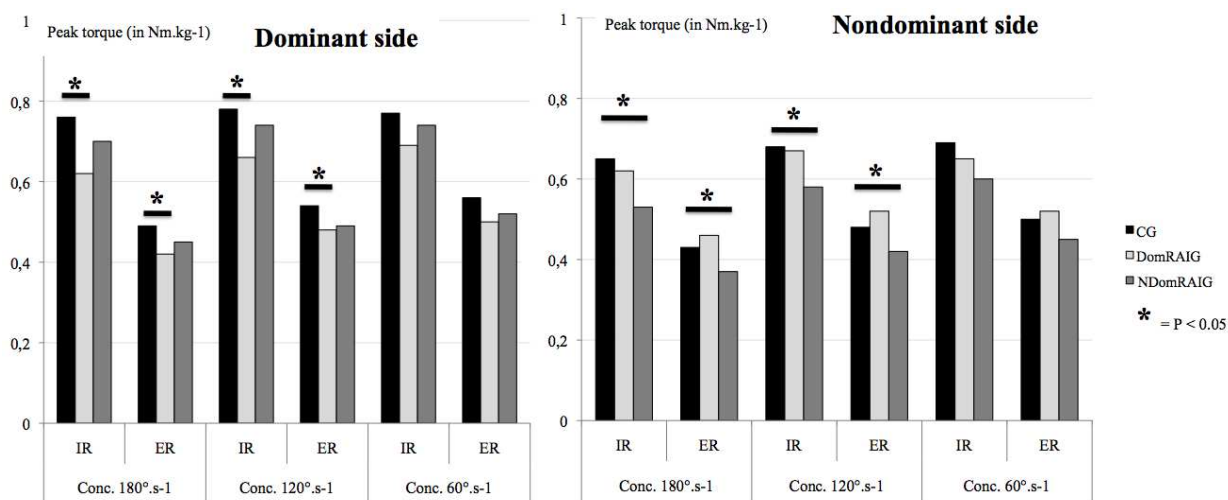 1
Peak torque (in Nm.kg-1)
Dominant side
*
*
*
*
0,8
0,6
0,4
0,2
0
IR
ER
IR
ER
IR
ER
Conc. 180°.s-1
Conc. 120°.s-1
Conc. 60°.s-1
1
Peak torque (in Nm.kg-1)
Nondominant side
*
*
*
*
0,8
0,6
0,4
0,2
0
IR
ER
IR
ER
IR
ER
Conc. 180°.s-1
Conc. 120°.s-1
Conc. 60°.s-1
CG
DomRAIG
NDomRAIG
* = P < 0.05